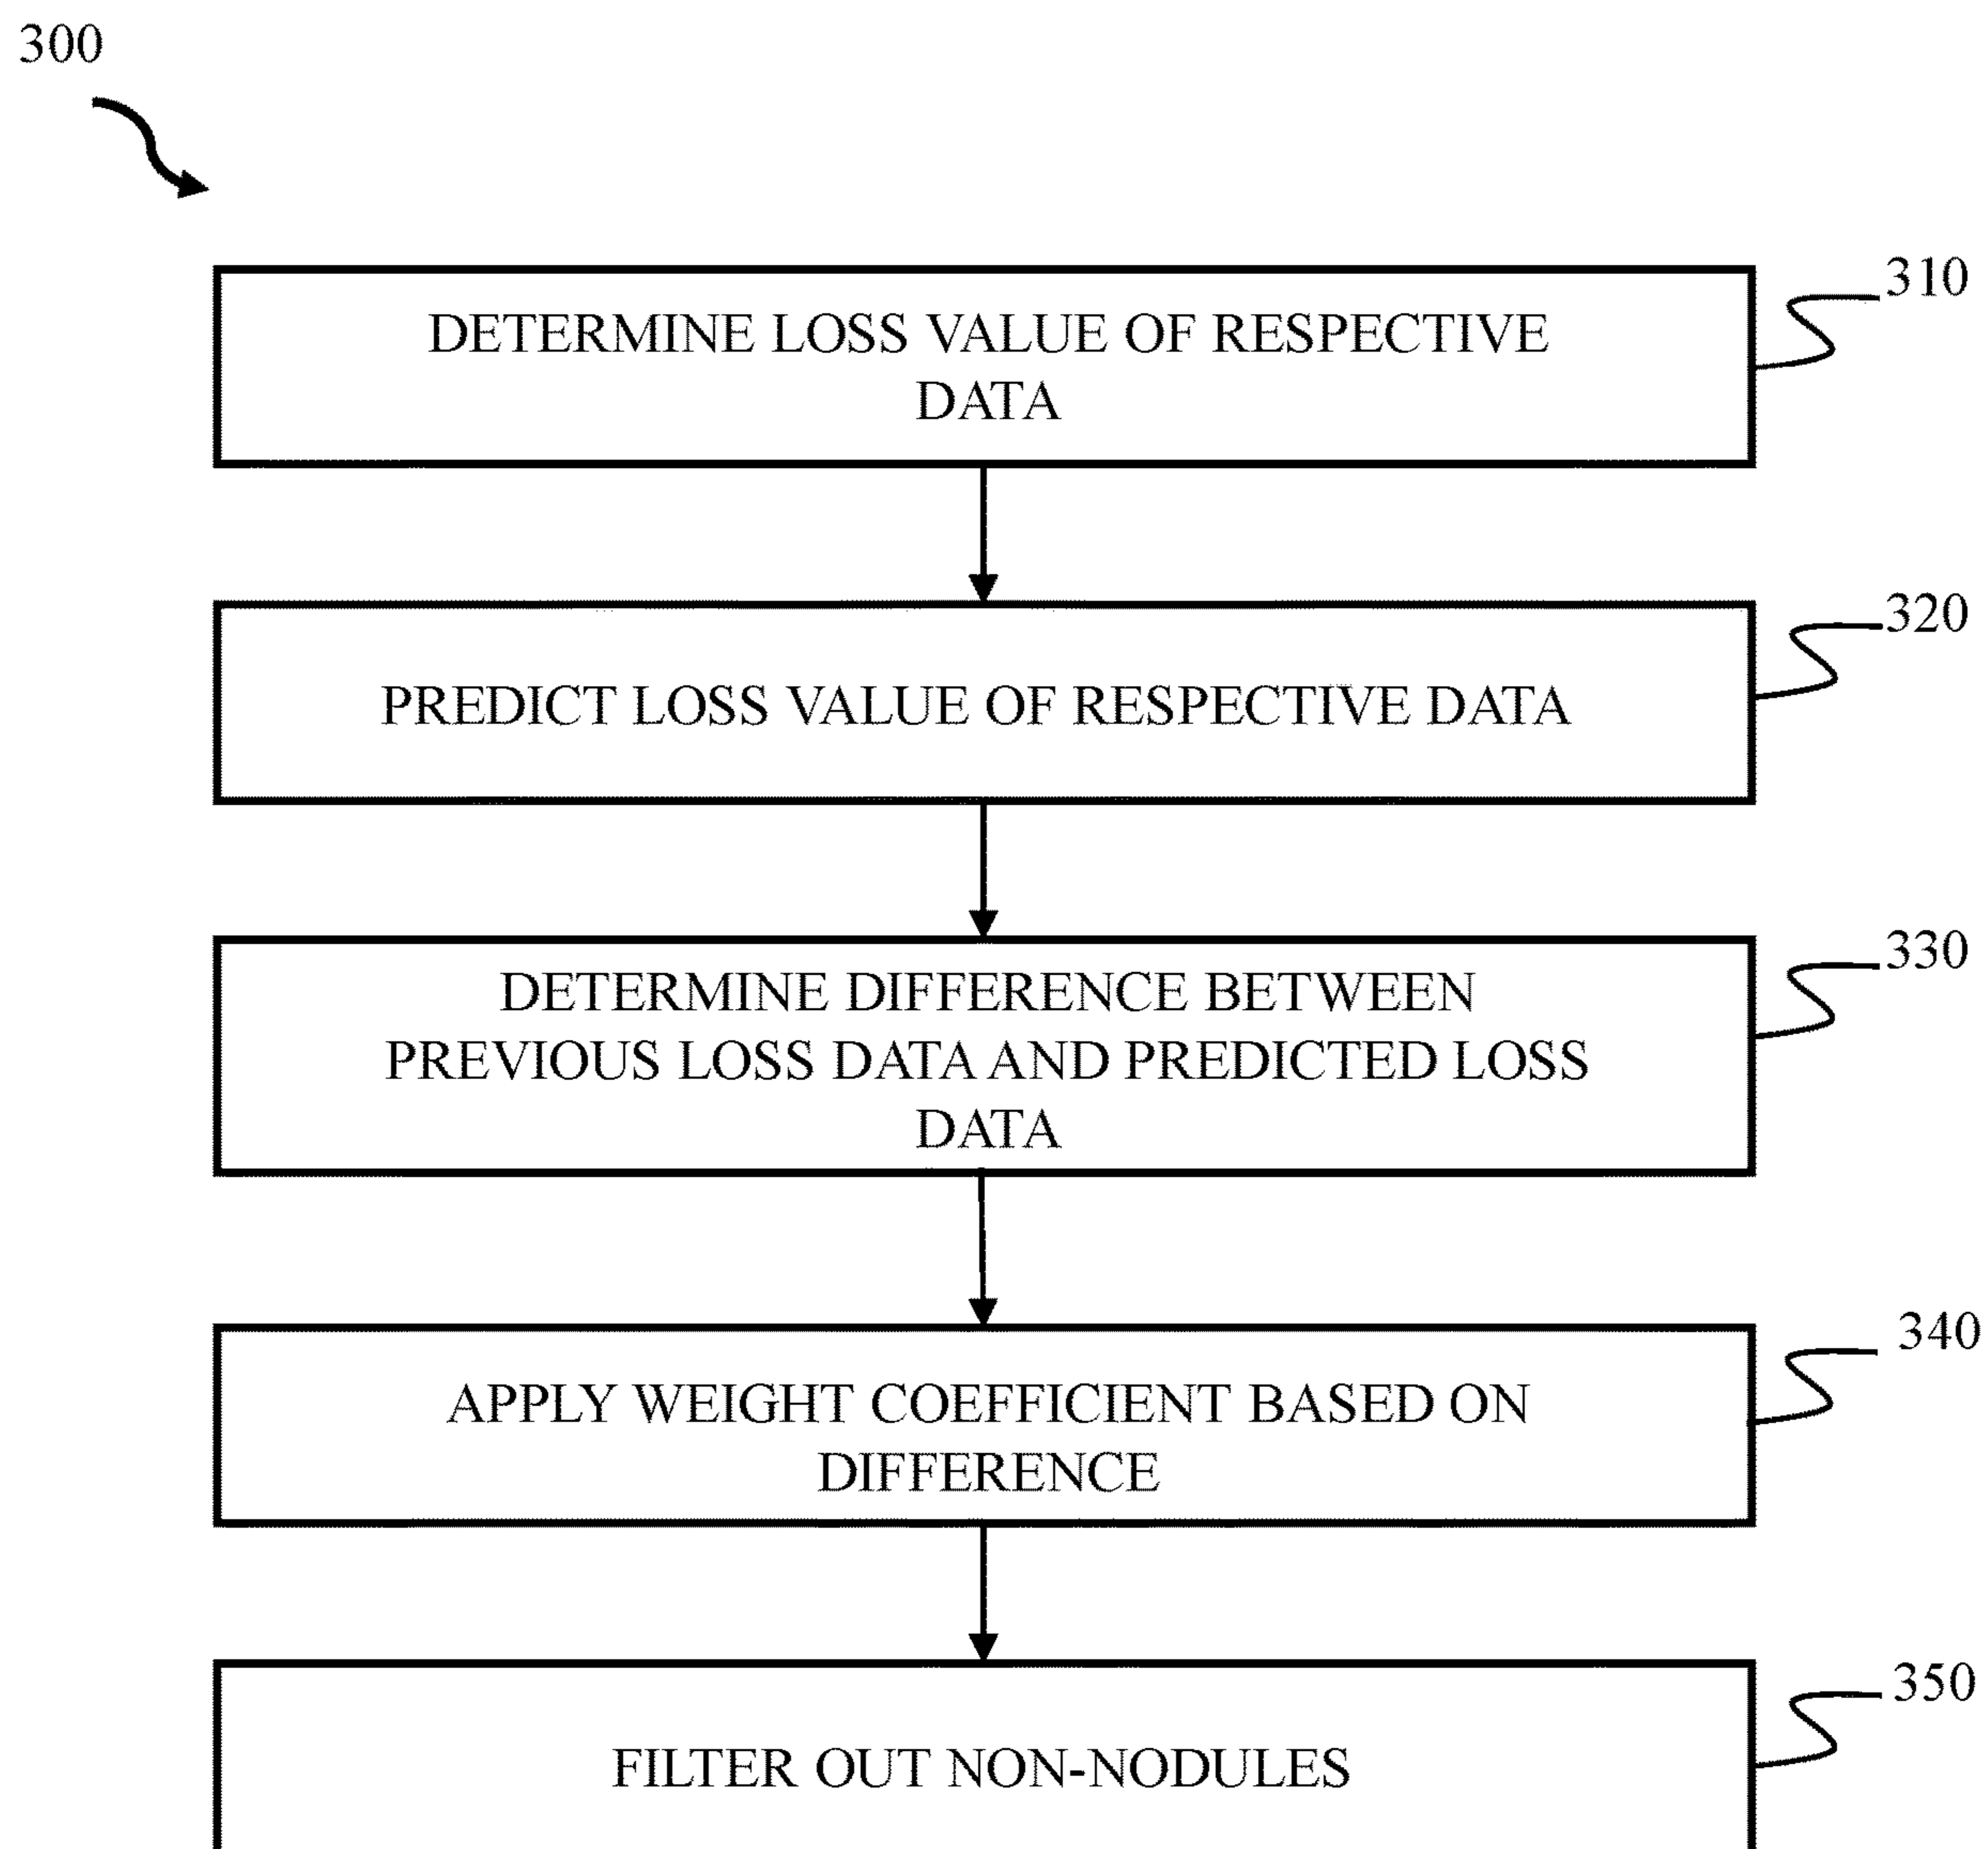 300
310
DETERMINE LOSS VALUE OF RESPECTIVE
DATA
320
PREDICT LOSS VALUE OF RESPECTIVE DATA
330
DETERMINE DIFFERENCE BETWEEN
PREVIOUS LOSS DATA AND PREDICTED LOSS
DATA
340
APPLY WEIGHT COEFFICIENT BASED ON
DIFFERENCE
350
FILTER OUT NON-NODULES